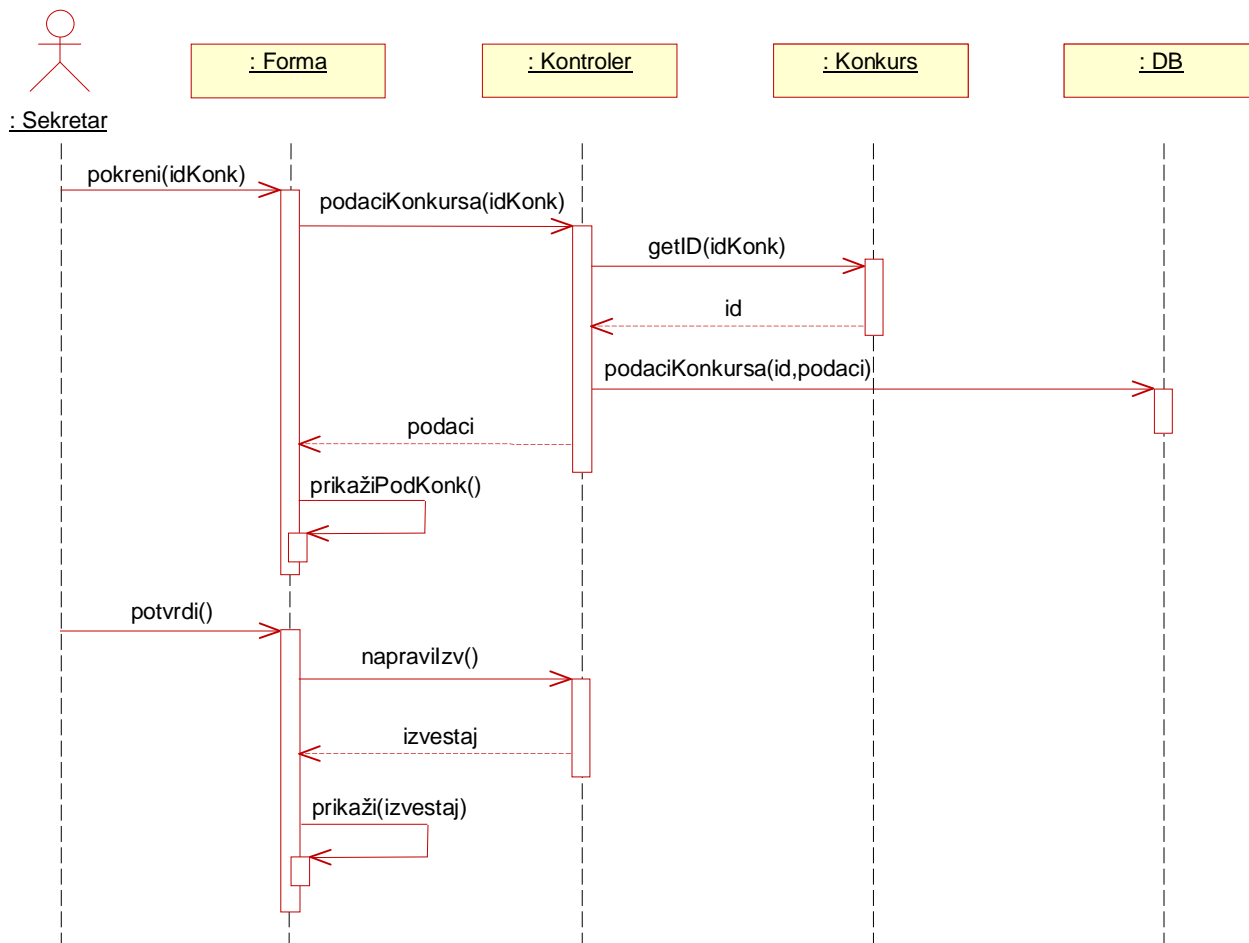 : Forma
: Kontroler
: Konkurs
: DB
: Sekretar
pokreni(idKonk)
podaciKonkursa(idKonk)
getID(idKonk)
id
podaciKonkursa(id,podaci)
podaci
prikažiPodKonk()
potvrdi()
napraviIzv()
izvestaj
prikaži(izvestaj)